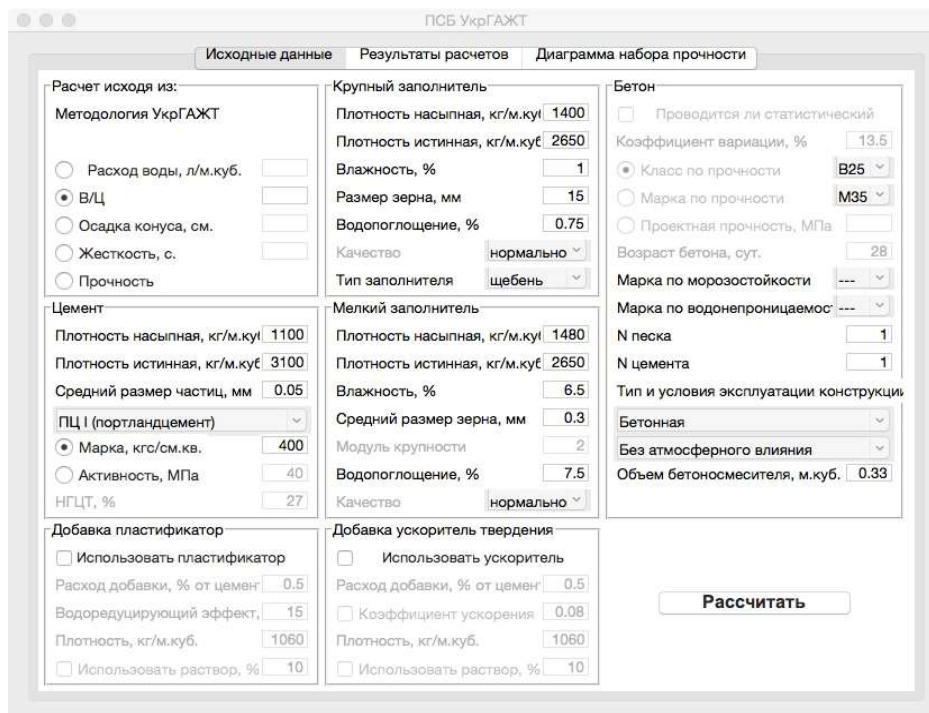 ПСБ УкрГАЖТ
Исходные данные Результаты расчетов Диаграмма набора прочности
Расчет исходя из:
Методология УкрГАЖТ
Расход воды, л/м.куб.
В/Ц
Осадка конуса, см.
Жесткость, с.
Прочность
Цемент
Плотность насыпная, кг/м.куб 1100
Плотность истинная, кг/м.куб 3100
Средний размер частиц, мм 0.05
ПЦ I (портландцемент)
Марка, кгс/см.кв. 400
Активность, МПа 40
НГЦТ, % 27
Добавка пластификатор
Использовать пластификатор
Расход добавки, % от цемент 0.5
Водоредуцирующий эффект, 15
Плотность, кг/м.куб. 1060
Использовать раствор, % 10
Крупный заполнитель
Плотность насыпная, кг/м.куб 1400
Плотность истинная, кг/м.куб 2650
Влажность, % 1
Размер зерна, мм 15
Водопоглощение, % 0.75
Качество нормально
Тип заполнителя щебень
Мелкий заполнитель
Плотность насыпная, кг/м.куб 1480
Плотность истинная, кг/м.куб 2650
Влажность, % 6.5
Средний размер зерна, мм 0.3
Модуль крупности 2
Водопоглощение, % 7.5
Качество нормально
Добавка ускоритель твердения
Использовать ускоритель
Расход добавки, % от цемент 0.5
Коэффициент ускорения 0.08
Плотность, кг/м.куб. 1060
Использовать раствор, % 10
Бетон
Проводится ли статистический
Коэффициент вариации, % 13.5
Класс по прочности B25
Марка по прочности M35
Проектная прочность, МПа
Возраст бетона, сут. 28
Марка по морозостойкости ---
Марка по водонепроницаемос ---
N песка 1
N цемента 1
Тип и условия эксплуатации конструкции
Бетонная
Без атмосферного влияния
Объем бетоносмесителя, м.куб. 0.33
Рассчитать